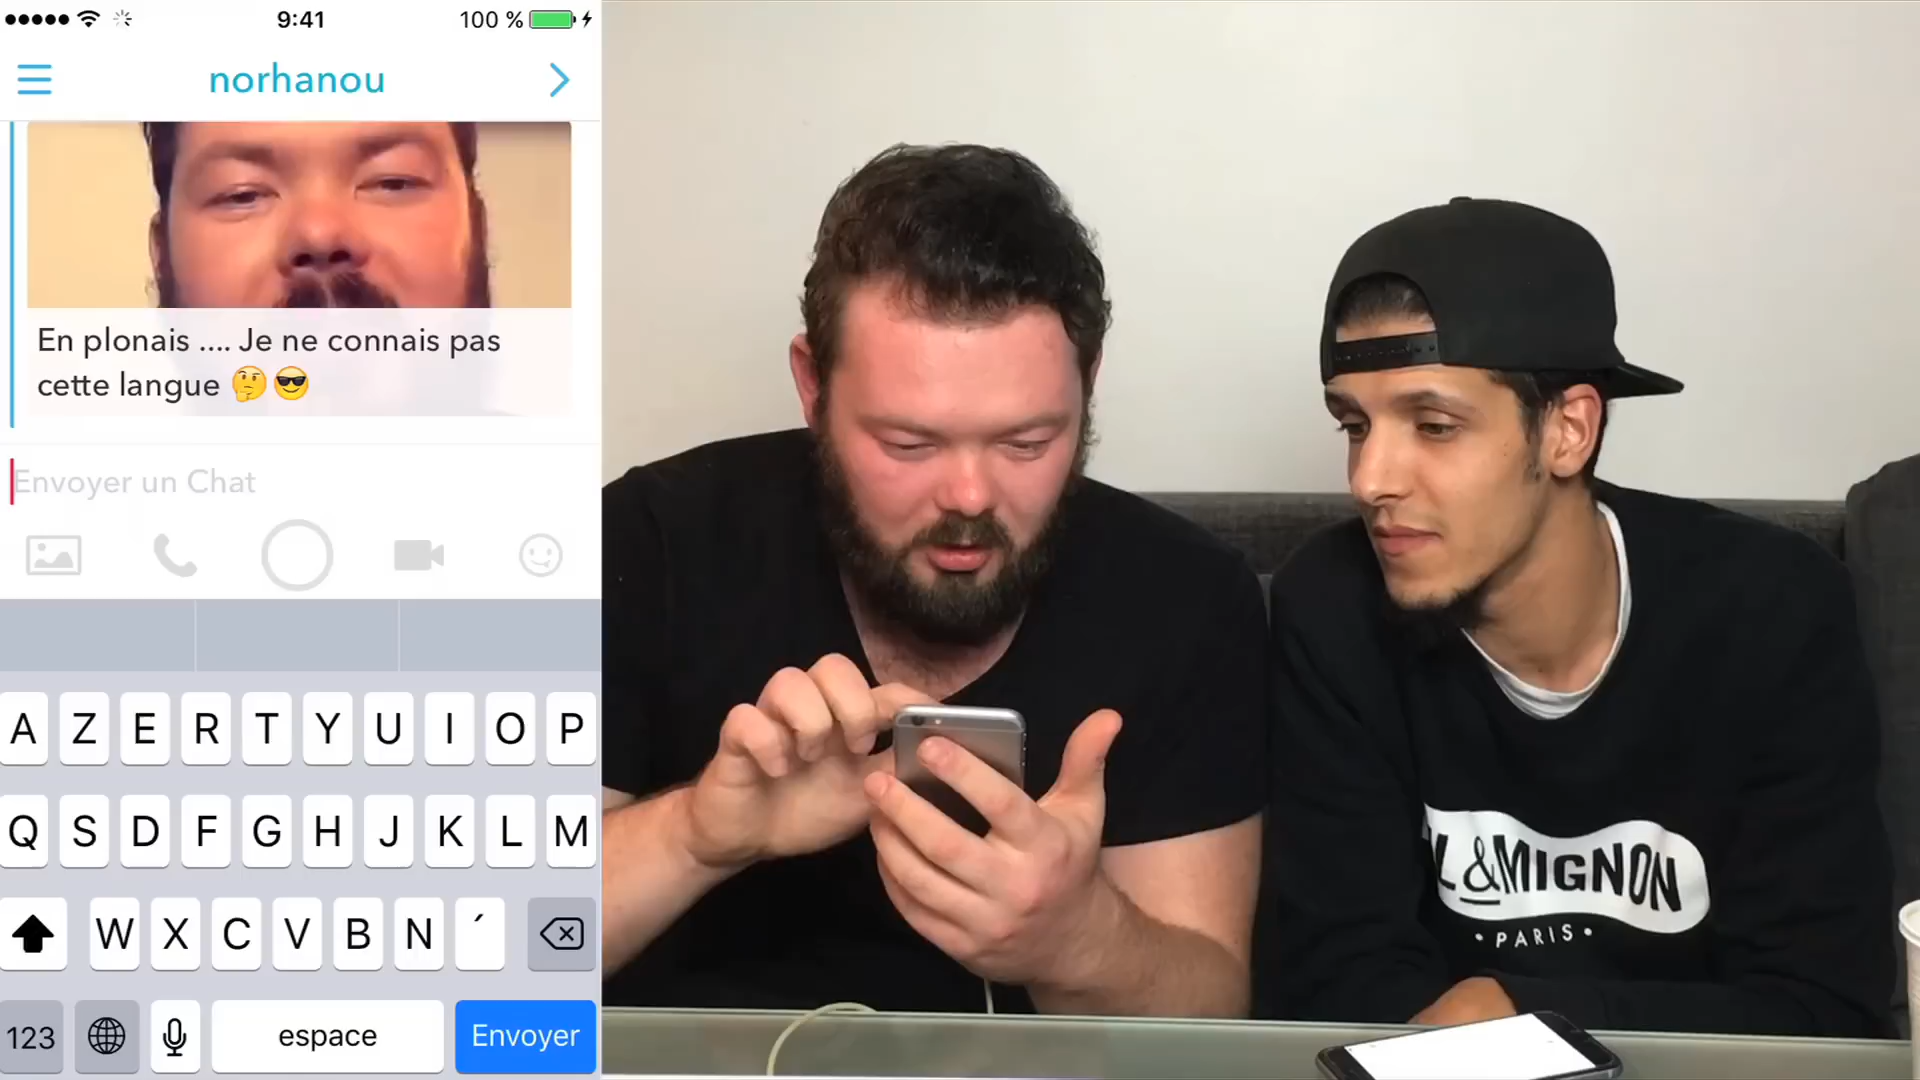 9:41
100 %
norhanou
En plonais .... Je ne connais pas
cette langue 🤔😎
Envoyer un Chat
A Z E R T Y U I O P
Q S D F G H J K L M
W X C V B N ´
123 espace Envoyer
L &MIGNON
• PARIS •